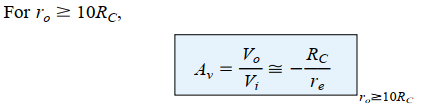 For r_o ≥ 10R_C,
A_v = V_o / V_i ≅ − R_C / r_e
r_o≥10R_C